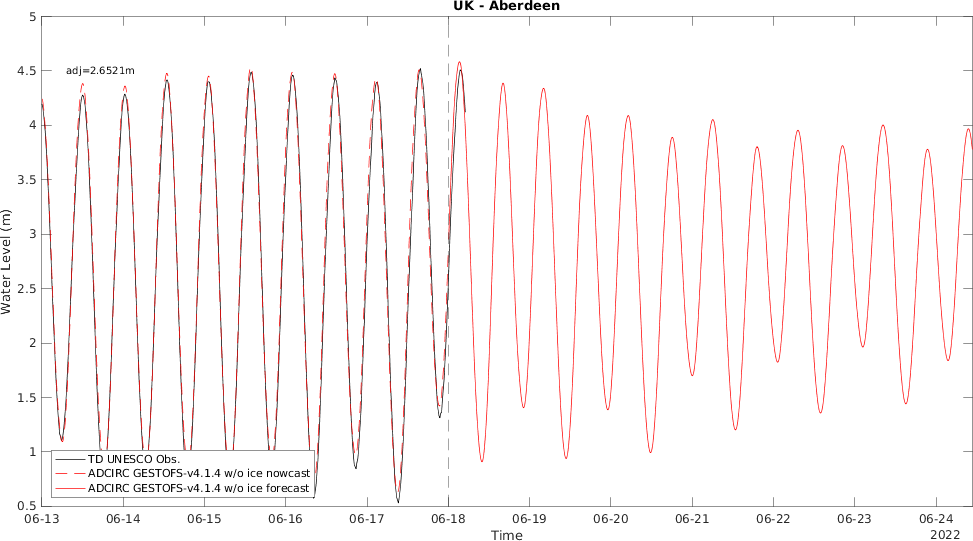 UK - Aberdeen
5
4.5
4
3.5
3
2.5
2
1.5
1
0.5
Water Level (m)
adj=2.6521m
TD UNESCO Obs.
ADCIRC GESTOFS-v4.1.4 w/o ice nowcast
ADCIRC GESTOFS-v4.1.4 w/o ice forecast
06-13 06-14 06-15 06-16 06-17 06-18 06-19 06-20 06-21 06-22 06-23 06-24
Time
2022